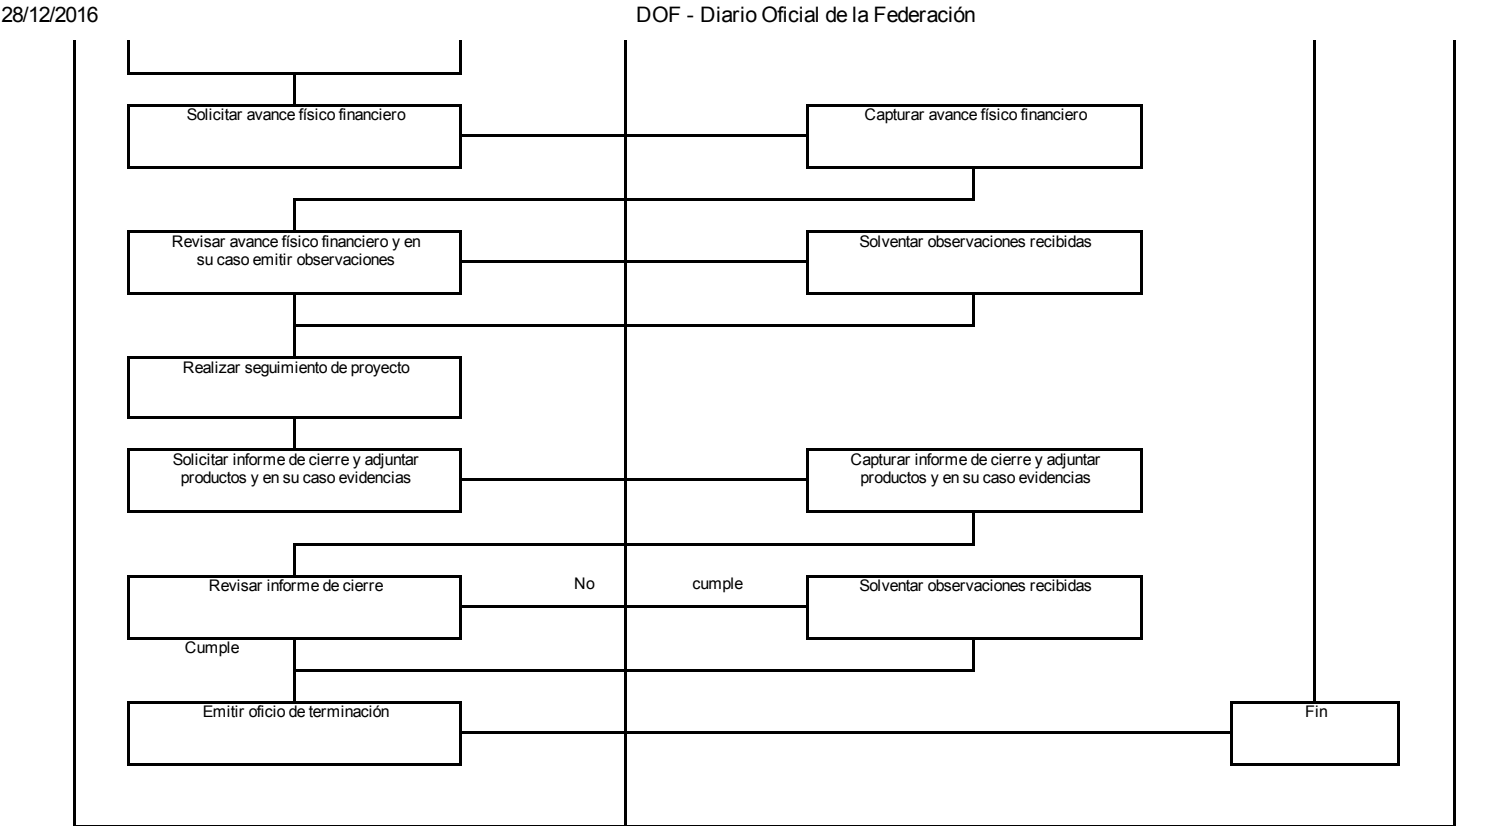 28/12/2016
DOF - Diario Oficial de la Federación
Solicitar avance físico financiero
Capturar avance físico financiero
Revisar avance físico financiero y en
su caso emitir observaciones
Solventar observaciones recibidas
Realizar seguimiento de proyecto
Solicitar informe de cierre y adjuntar
productos y en su caso evidencias
Capturar informe de cierre y adjuntar
productos y en su caso evidencias
Revisar informe de cierre
No cumple
Solventar observaciones recibidas
Cumple
Emitir oficio de terminación
Fin